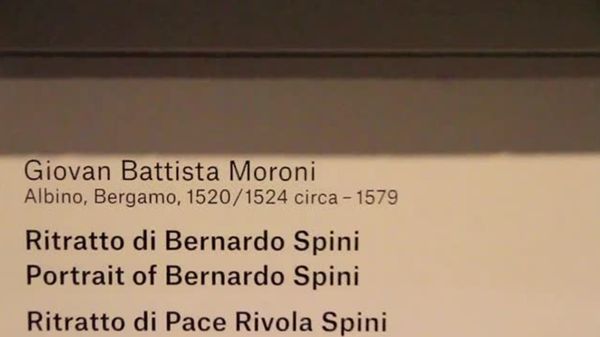 Giovan Battista Moroni
Albino, Bergamo, 1520/1524 circa – 1579
Ritratto di Bernardo Spini
Portrait of Bernardo Spini
Ritratto di Pace Rivola Spini